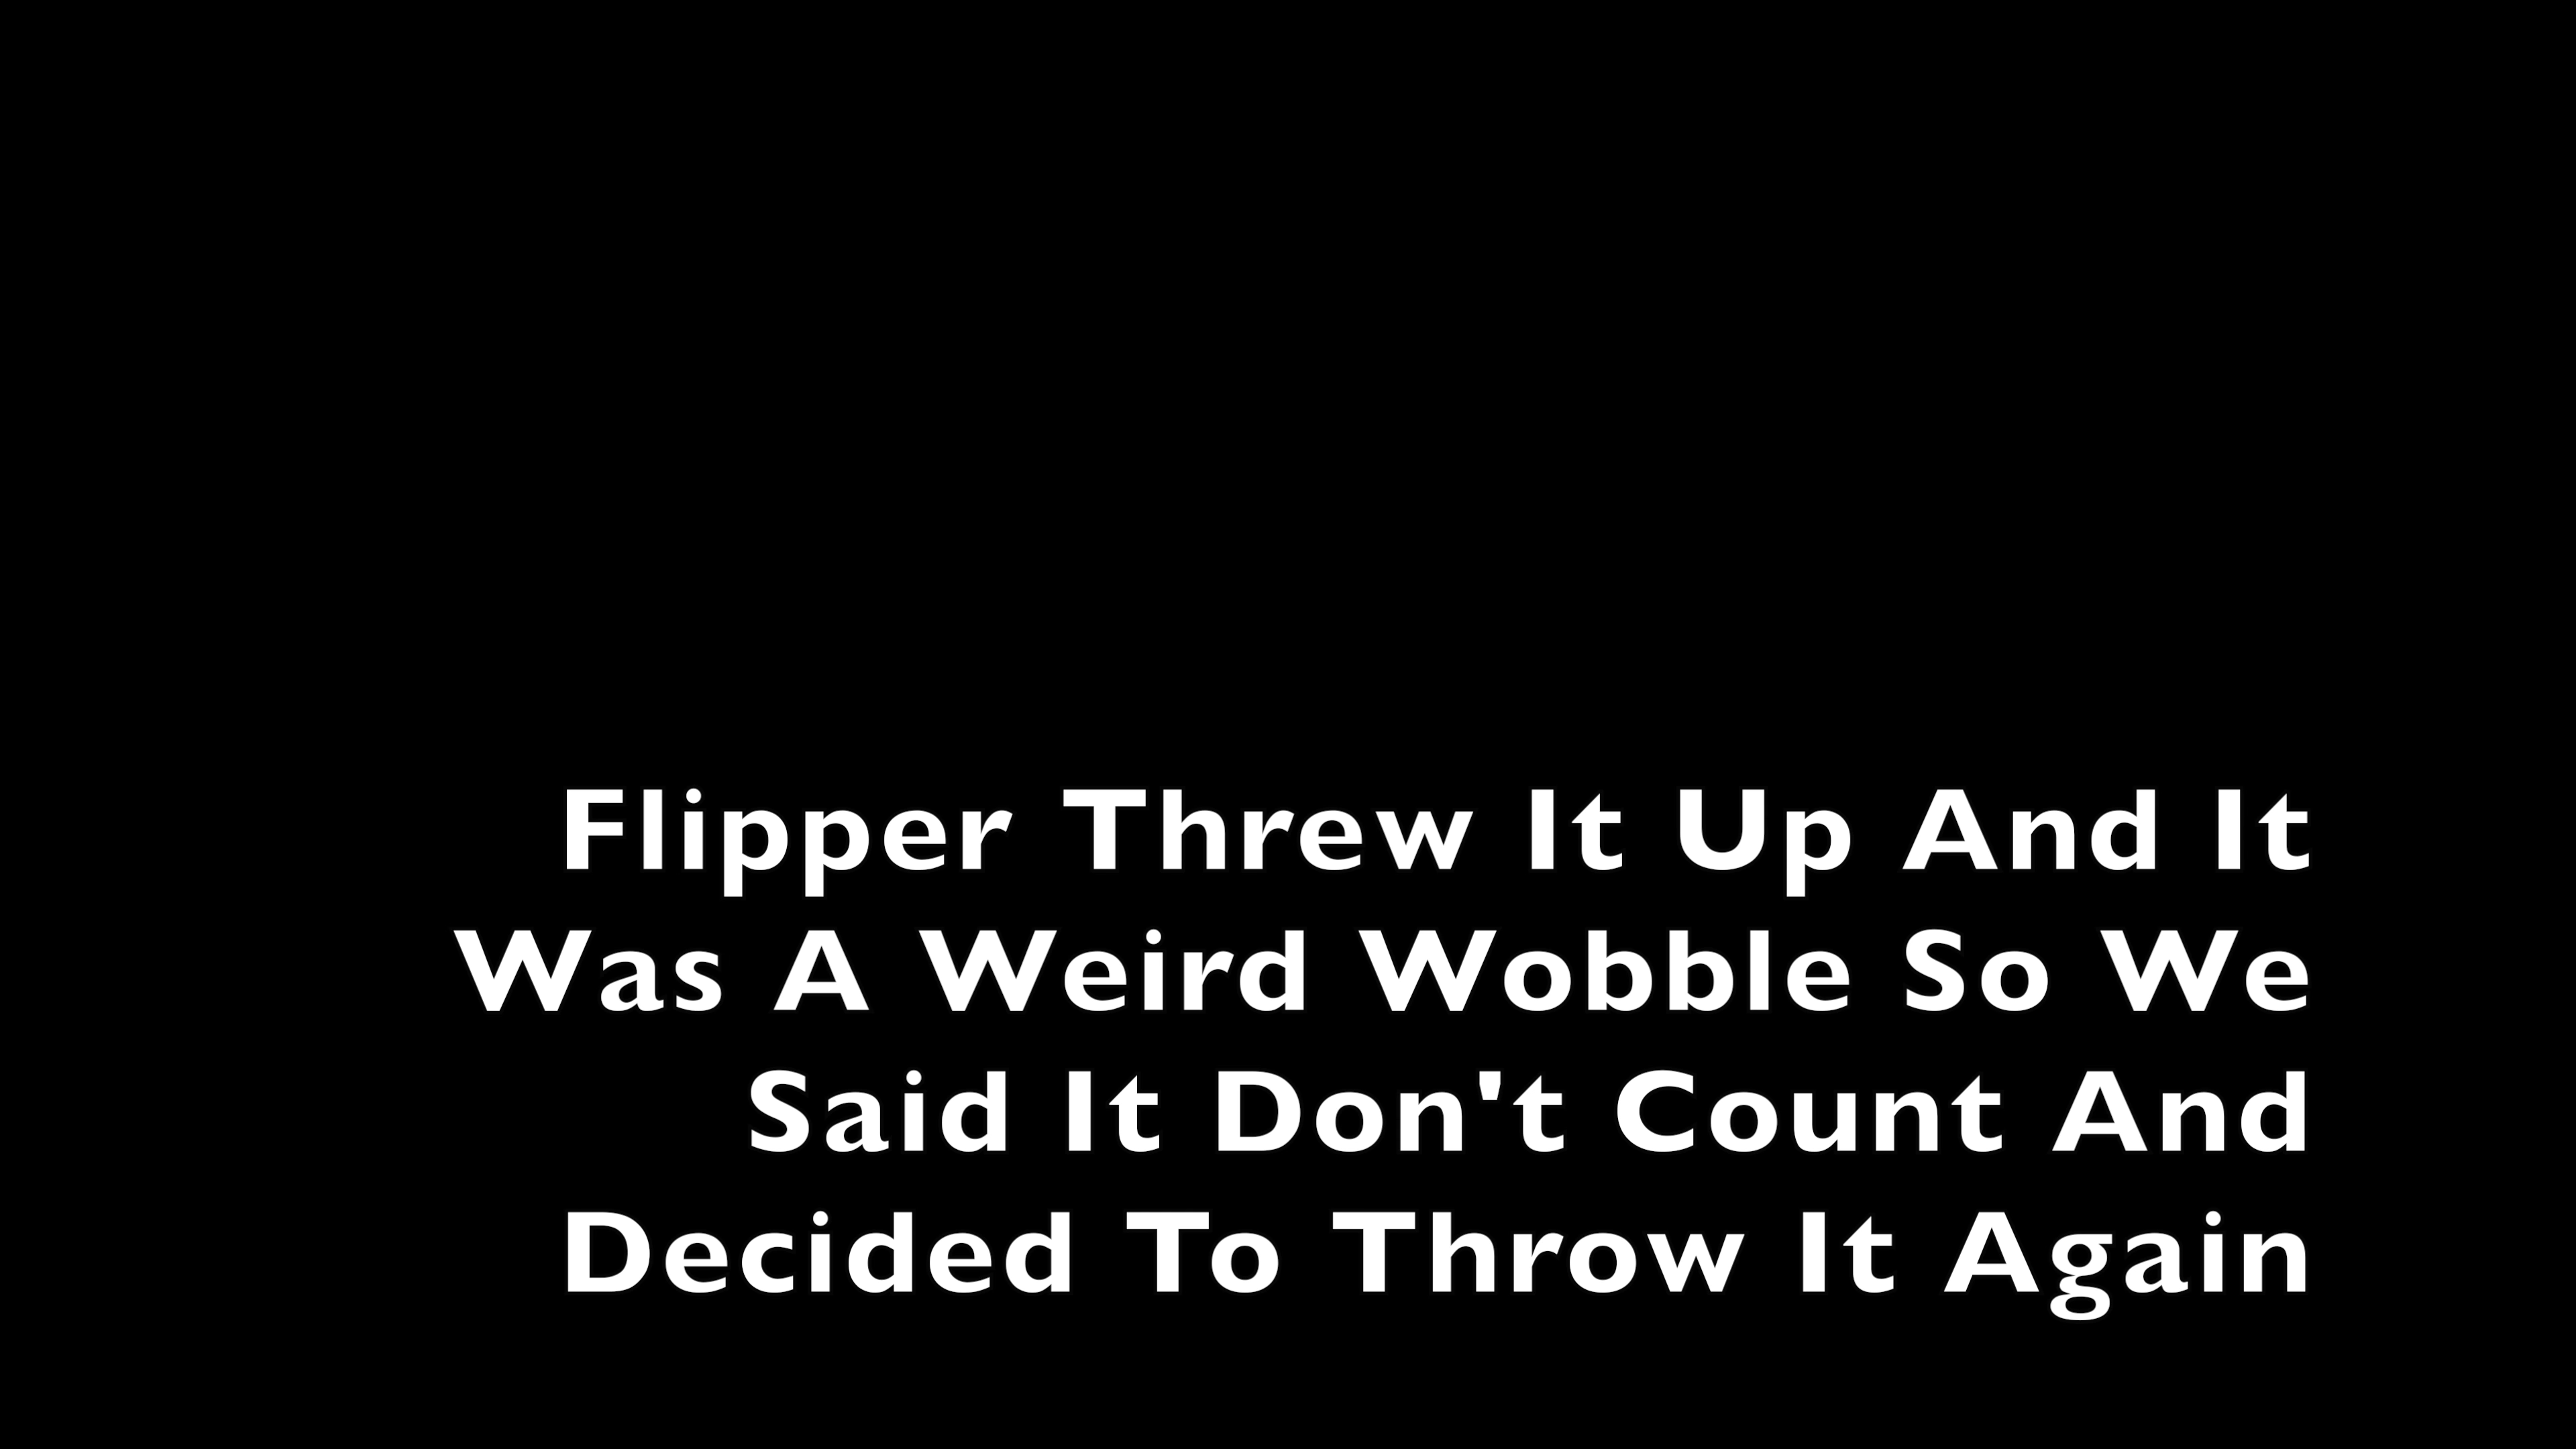 Flipper Threw It Up And It
Was A Weird Wobble So We
Said It Don't Count And
Decided To Throw It Again